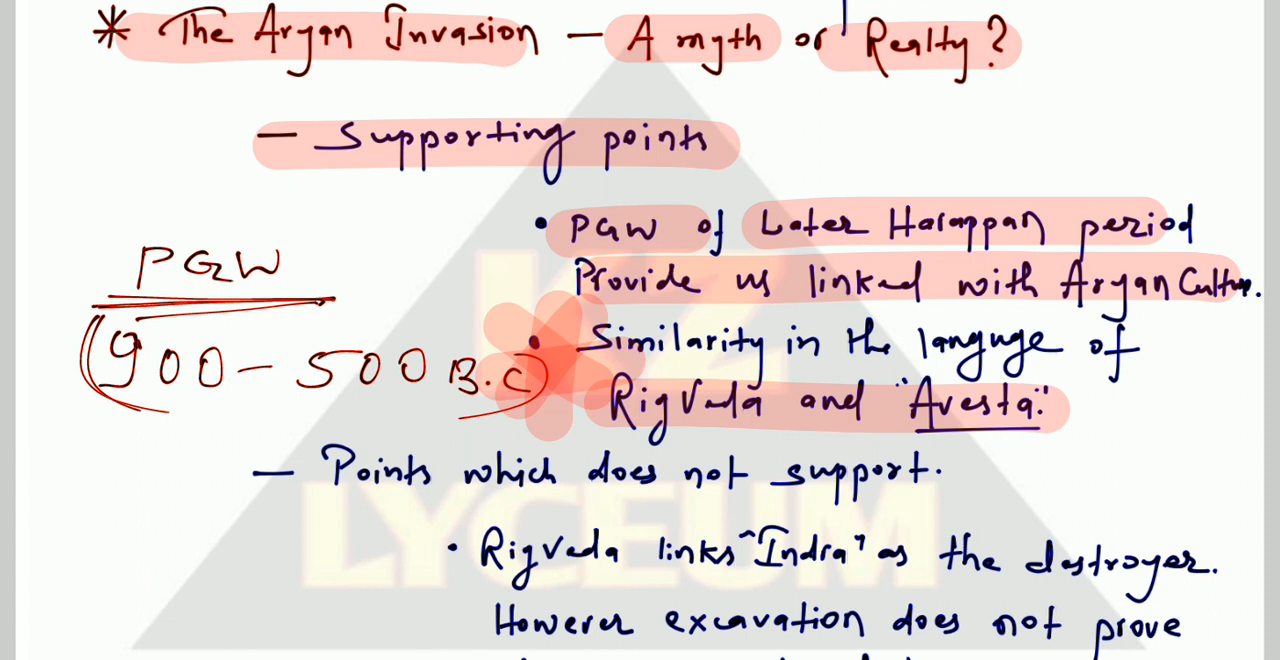 * The Aryan Invasion — A myth or Realty?
— Supporting points
• PGW of Later Harappan period
Provide us linked with Aryan Cultur.
PGW
(900 - 500 B.C)
• Similarity in the languge of
RigVeda and "Avesta."
— Points which does not support.
• RigVeda links "Indra" as the destroyer.
However excavation does not prove
KZ
LYCEUM